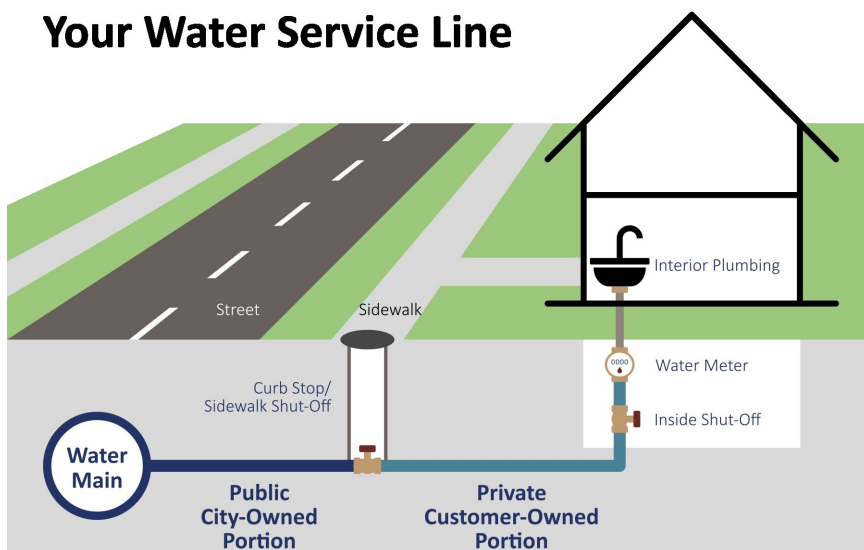 Your Water Service Line
Interior Plumbing
Street
Sidewalk
0000
Water Meter
Curb Stop/
Sidewalk Shut-Off
Inside Shut-Off
Water
Main
Public
City-Owned
Portion
Private
Customer-Owned
Portion